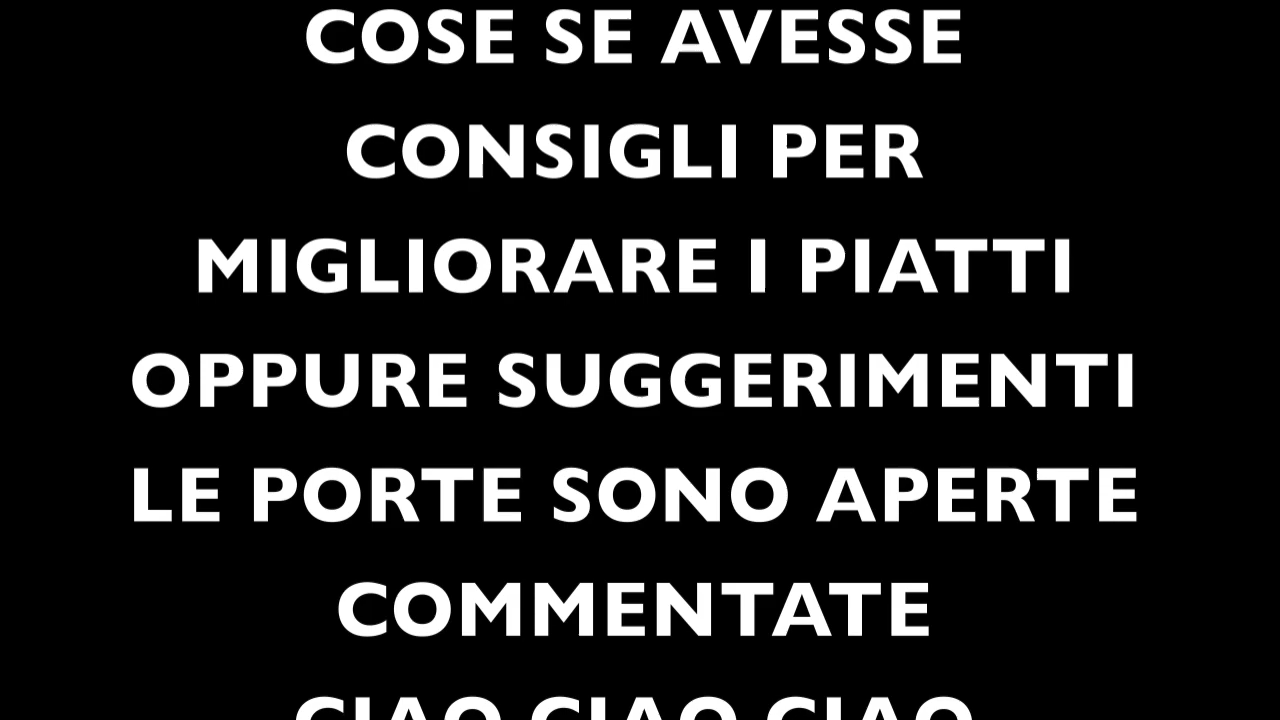 COSE SE AVESSE
CONSIGLI PER
MIGLIORARE I PIATTI
OPPURE SUGGERIMENTI
LE PORTE SONO APERTE
COMMENTATE
CIAO CIAO CIAO